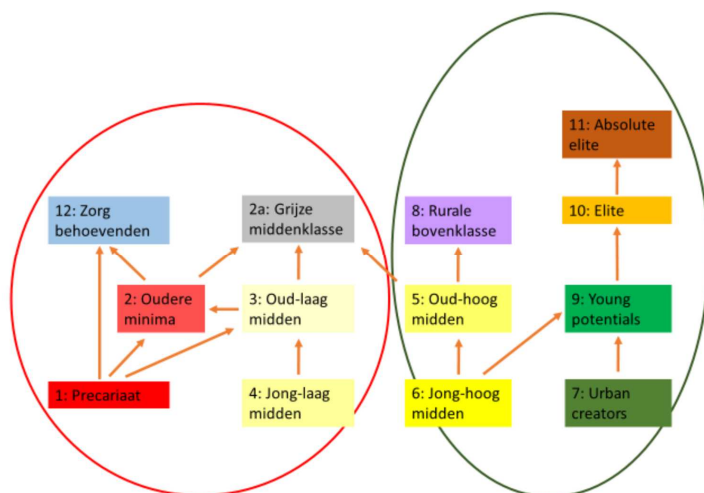 11: Absolute
elite
12: Zorg
behoevenden
2a: Grijze
middenklasse
8: Rurale
bovenklasse
10: Elite
2: Oudere
minima
3: Oud-laag
midden
5: Oud-hoog
midden
9: Young
potentials
1: Precariaat
4: Jong-laag
midden
6: Jong-hoog
midden
7: Urban
creators